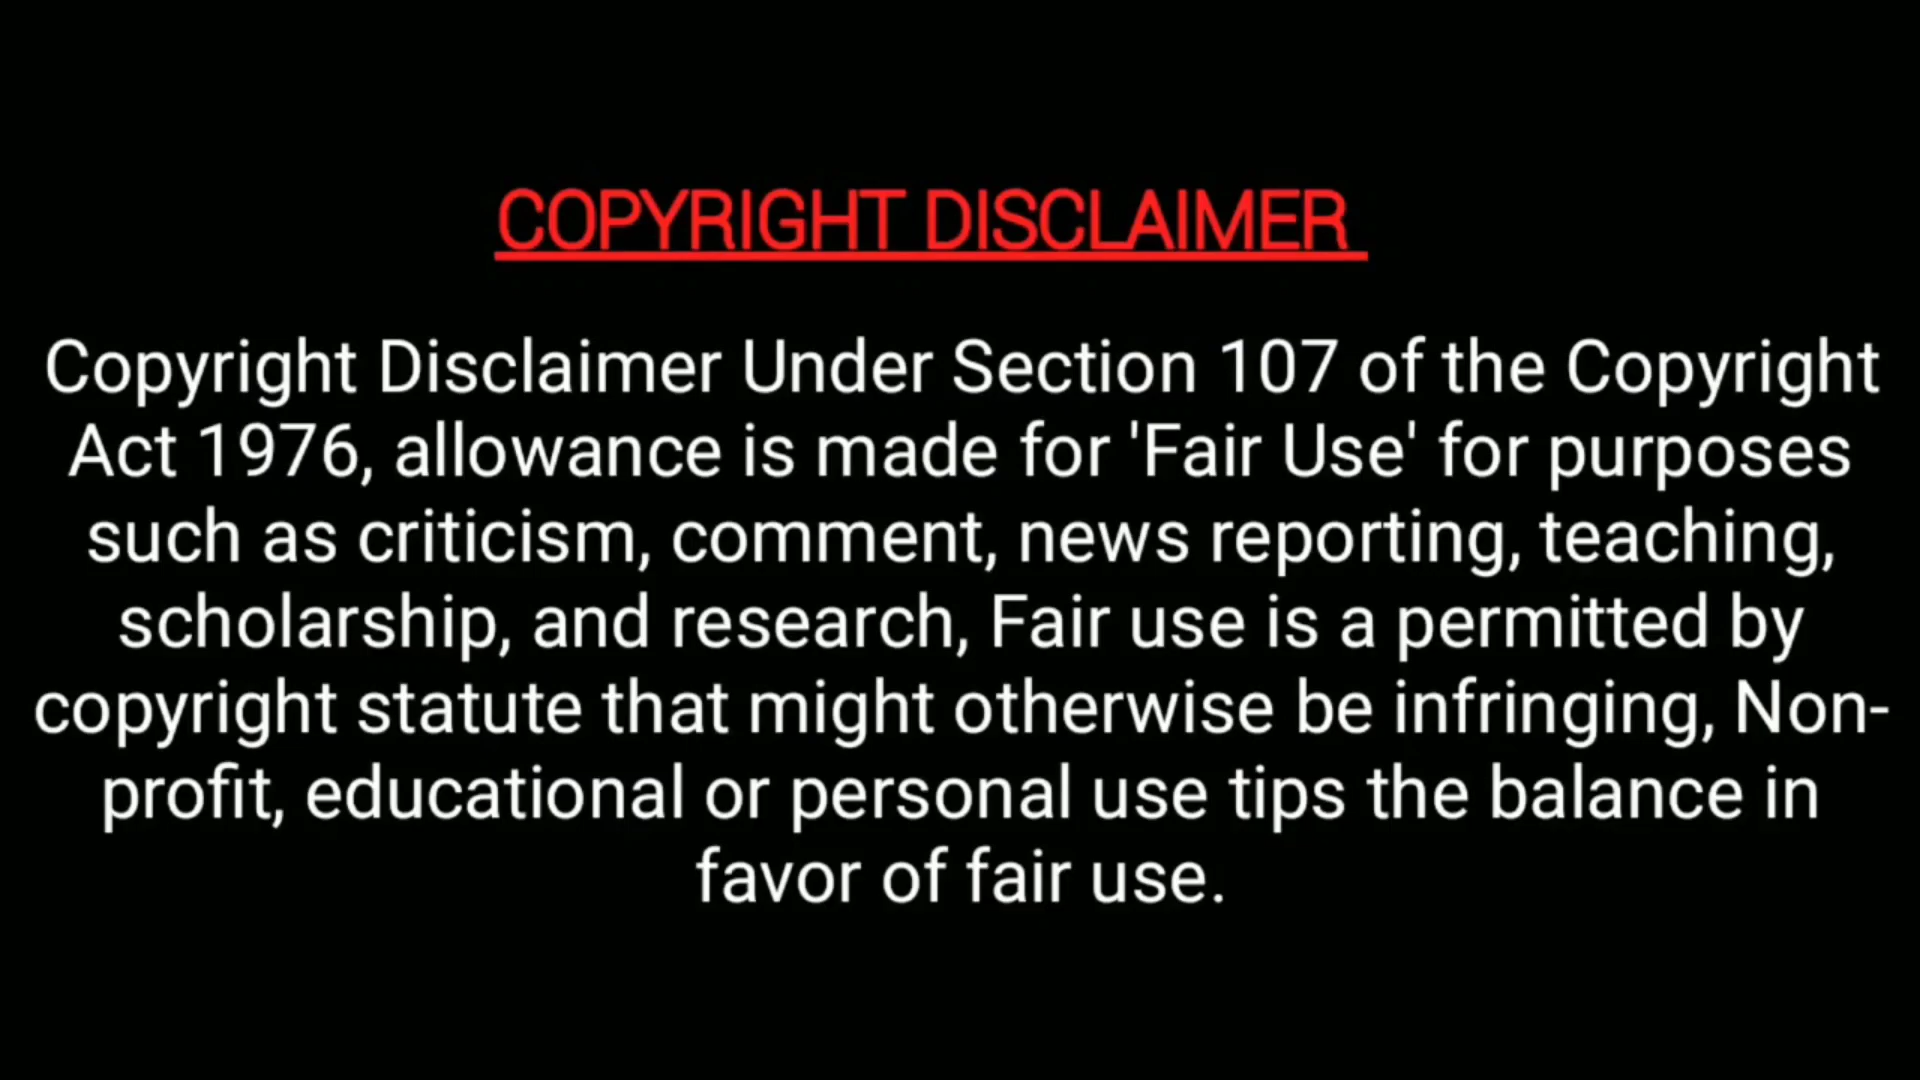 COPYRIGHT DISCLAIMER
Copyright Disclaimer Under Section 107 of the Copyright
Act 1976, allowance is made for 'Fair Use' for purposes
such as criticism, comment, news reporting, teaching,
scholarship, and research, Fair use is a permitted by
copyright statute that might otherwise be infringing, Non-
profit, educational or personal use tips the balance in
favor of fair use.